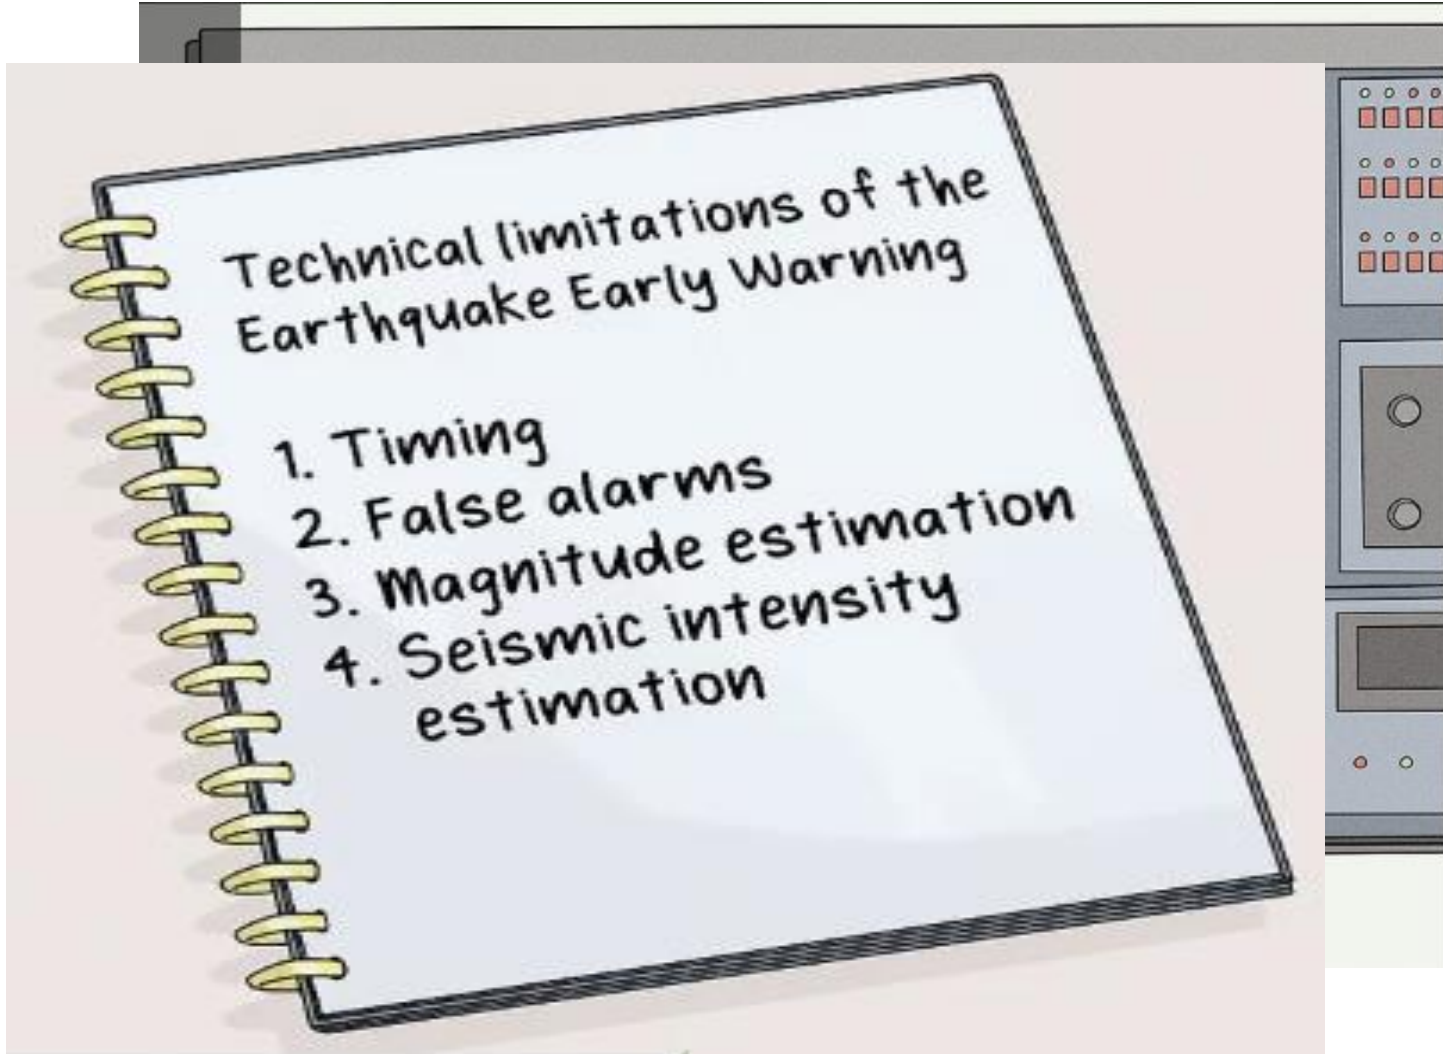 Technical limitations of the
Earthquake Early Warning
1. Timing
2. False alarms
3. Magnitude estimation
4. Seismic intensity
estimation